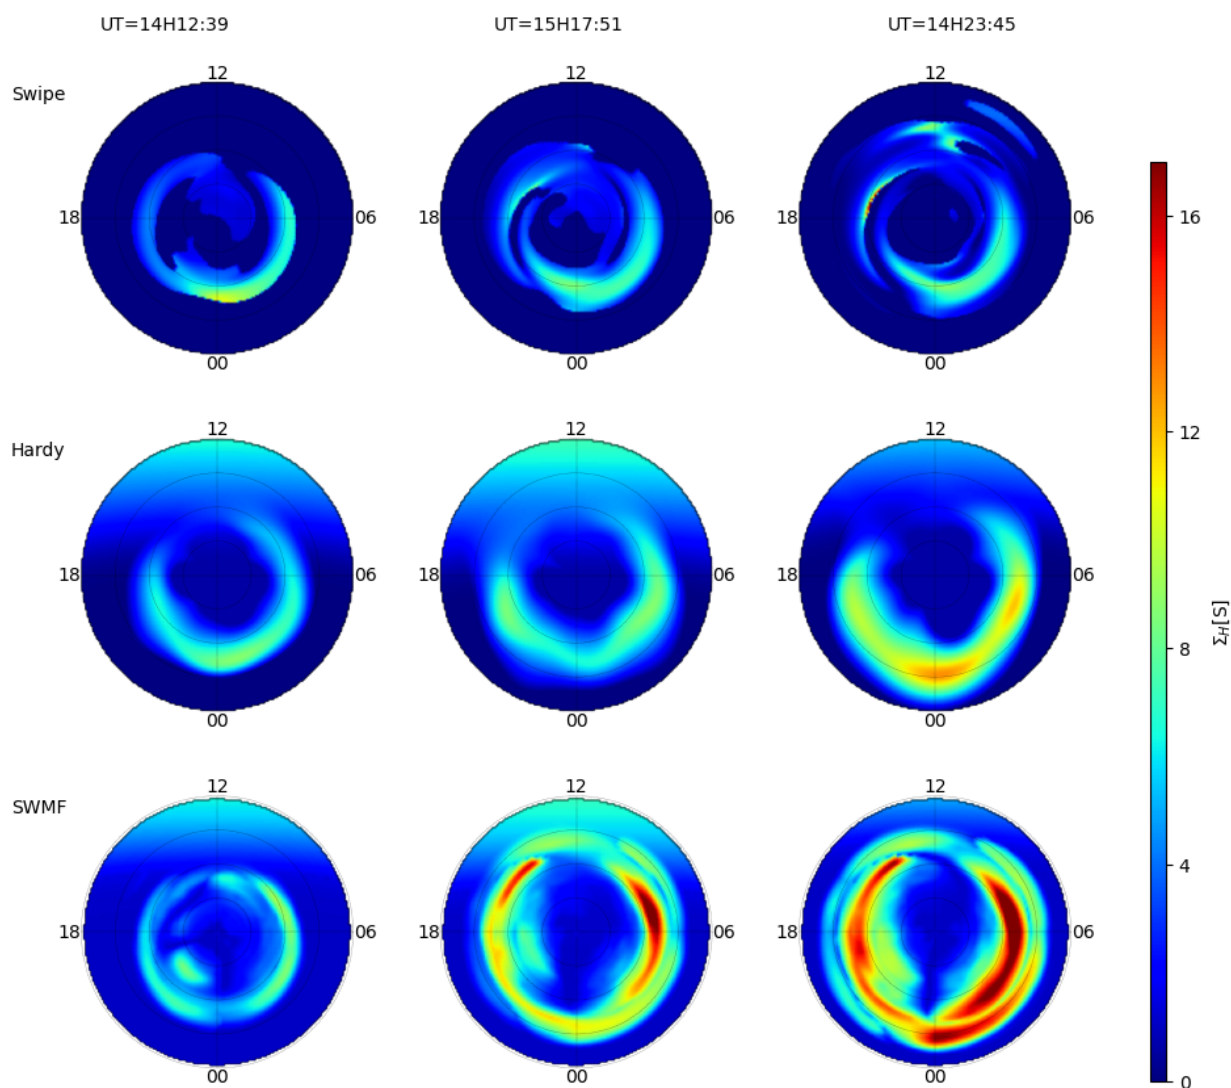 UT=14H12:39 UT=15H17:51 UT=14H23:45
Swipe
12 12 12
18 06 18 06 18 06
00 00 00
Hardy
12 12 12
18 06 18 06 18 06
00 00 00
SWMF
12 12 12
18 06 18 06 18 06
00 00 00
16
12
8
4
0
Σ_H[S]